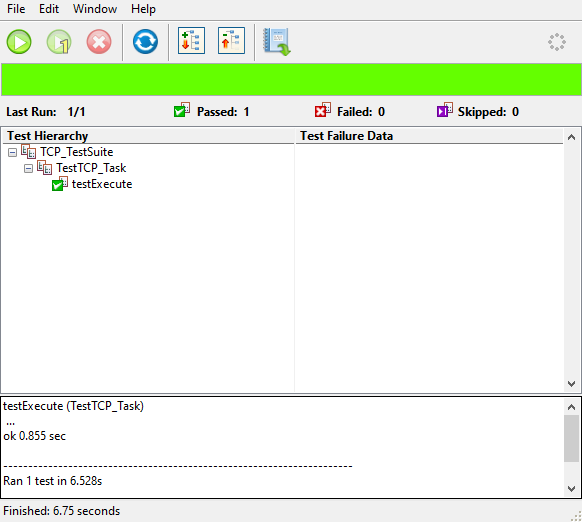 File Edit Window Help
1
Last Run: 1/1 Passed: 1 Failed: 0 Skipped: 0
Test Hierarchy Test Failure Data
TCP_TestSuite
TestTCP_Task
testExecute
testExecute (TestTCP_Task)
...
ok 0.855 sec
----------------------------------------------------------------------
Ran 1 test in 6.528s
Finished: 6.75 seconds